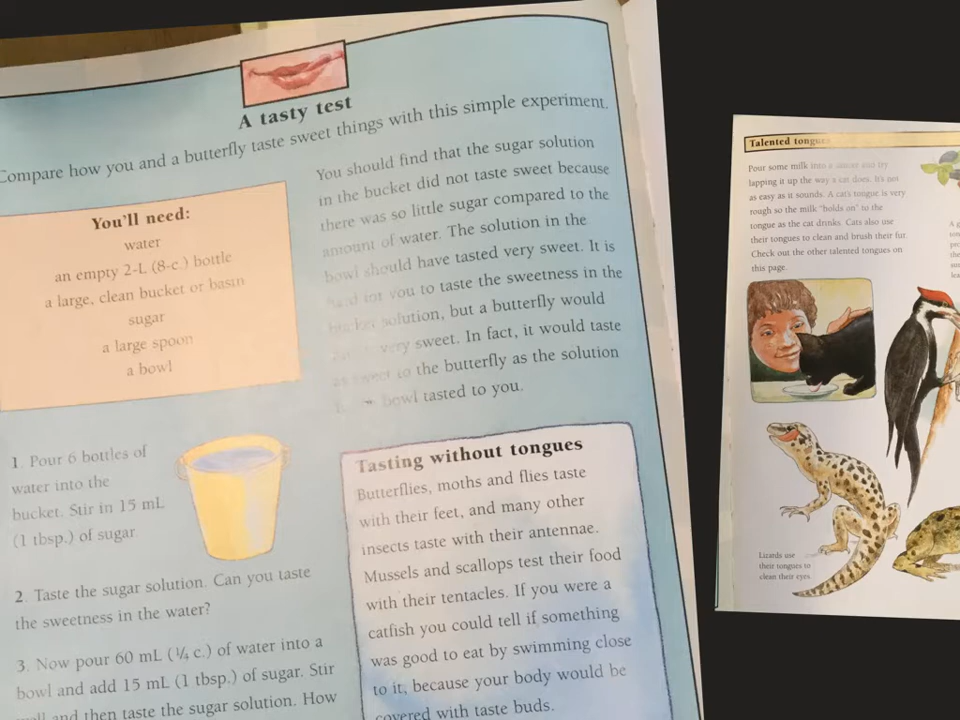 A tasty test
Compare how you and a butterfly taste sweet things with this simple experiment.
You'll need:
water
an empty 2-L (8-c.) bottle
a large, clean bucket or basin
sugar
a large spoon
a bowl
1. Pour 6 bottles of
water into the
bucket. Stir in 15 mL
(1 tbsp.) of sugar.
2. Taste the sugar solution. Can you taste
the sweetness in the water?
3. Now pour 60 mL (¼ c.) of water into a
bowl and add 15 mL (1 tbsp.) of sugar. Stir
and then taste the sugar solution. How
You should find that the sugar solution
in the bucket did not taste sweet because
there was so little sugar compared to the
amount of water. The solution in the
bowl should have tasted very sweet. It is
hard for you to taste the sweetness in the
bucket solution, but a butterfly would
very sweet. In fact, it would taste
as sweet to the butterfly as the solution
bowl tasted to you.
Tasting without tongues
Butterflies, moths and flies taste
with their feet, and many other
insects taste with their antennae.
Mussels and scallops test their food
with their tentacles. If you were a
catfish you could tell if something
was good to eat by swimming close
to it, because your body would be
covered with taste buds.
Talented tongues
Pour some milk into a saucer and try
lapping it up the way a cat does. It's not
as easy as it sounds. A cat's tongue is very
rough so the milk "holds on" to the
tongue as the cat drinks. Cats also use
their tongues to clean and brush their fur.
Check out the other talented tongues on
this page.
Lizards use
their tongues to
clean their eyes.